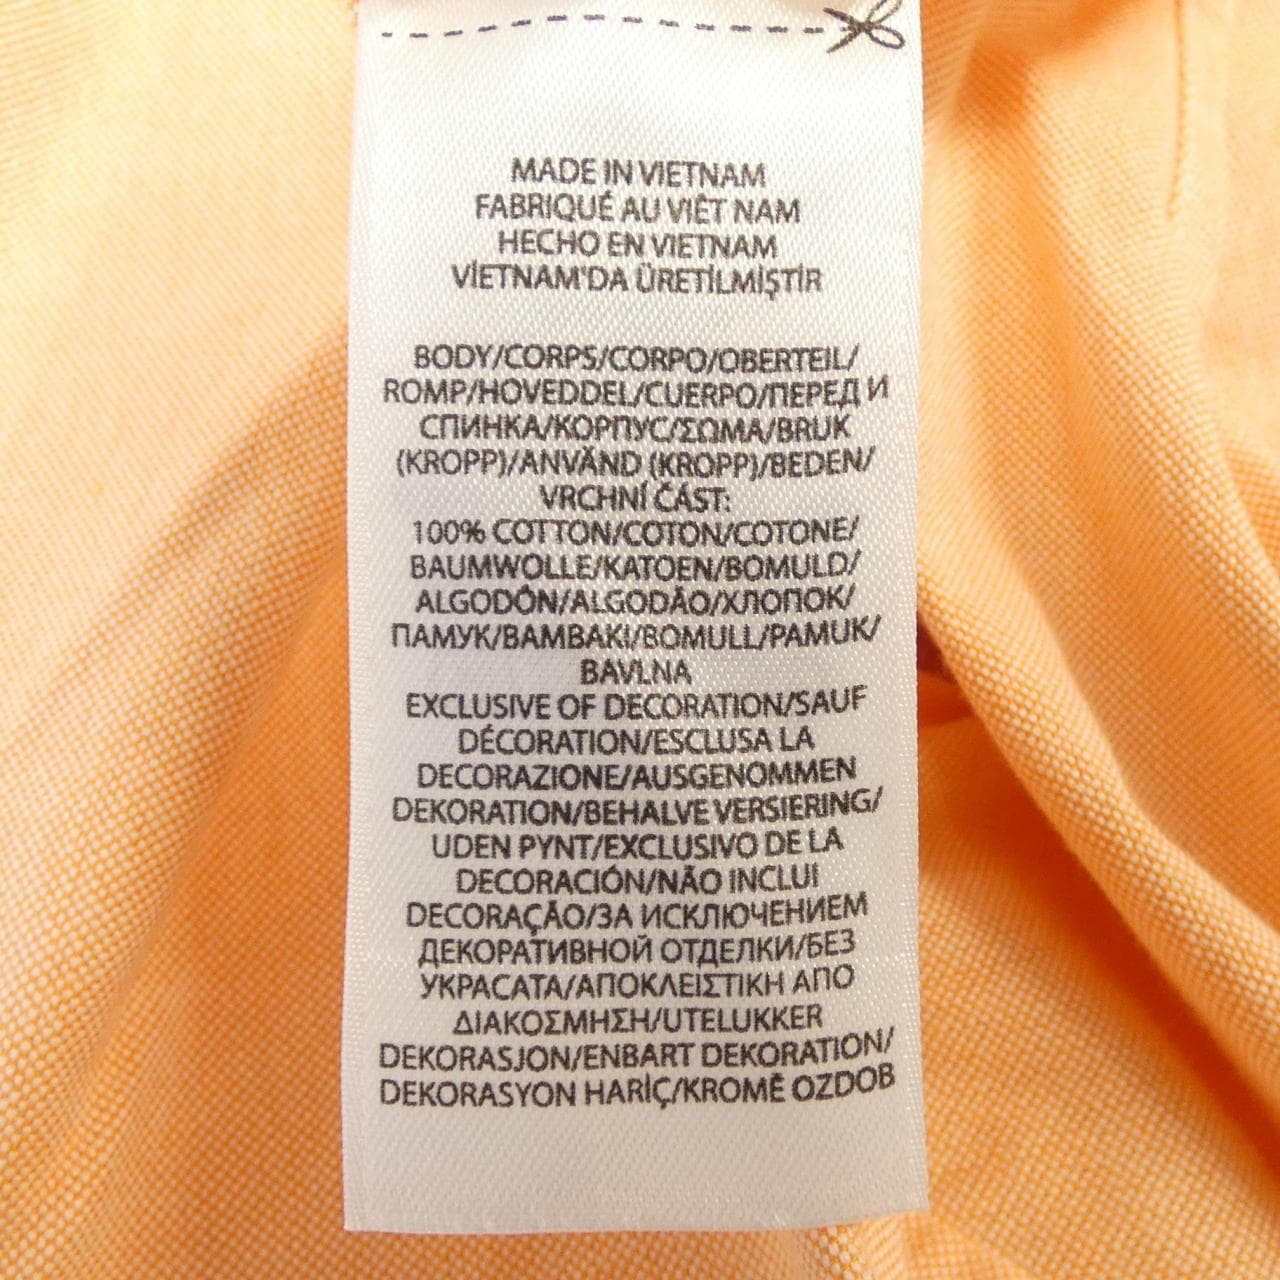 MADE IN VIETNAM
FABRIQUÉ AU VIÊT NAM
HECHO EN VIETNAM
VİETNAM'DA ÜRETİLMİŞTİR
BODY/CORPS/CORPO/OBERTEIL/
ROMP/HOVEDDEL/CUERPO/ПЕРЕД И
СПИНКА/КОРПУС/ΣΩΜΑ/BRUK
(KROPP)/ANVÄND (KROPP)/BEDEN/
VRCHNÍ ČÁST:
100% COTTON/COTON/COTONE/
BAUMWOLLE/KATOEN/BOMULD/
ALGODÓN/ALGODÃO/ХЛОПОК/
ПАМУК/BAMBAKI/BOMULL/PAMUK/
BAVLNA
EXCLUSIVE OF DECORATION/SAUF
DÉCORATION/ESCLUSA LA
DECORAZIONE/AUSGENOMMEN
DEKORATION/BEHALVE VERSIERING/
UDEN PYNT/EXCLUSIVO DE LA
DECORACIÓN/NÃO INCLUI
DECORAÇÃO/ЗА ИСКЛЮЧЕНИЕМ
ДЕКОРАТИВНОЙ ОТДЕЛКИ/БЕЗ
УКРАСАТА/ΑΠΟΚΛΕΙΣΤΙΚΗ ΑΠΟ
ΔΙΑΚΟΣΜΗΣΗ/UTELUKKER
DEKORASJON/ENBART DEKORATION/
DEKORASYON HARİÇ/KROMĚ OZDOB